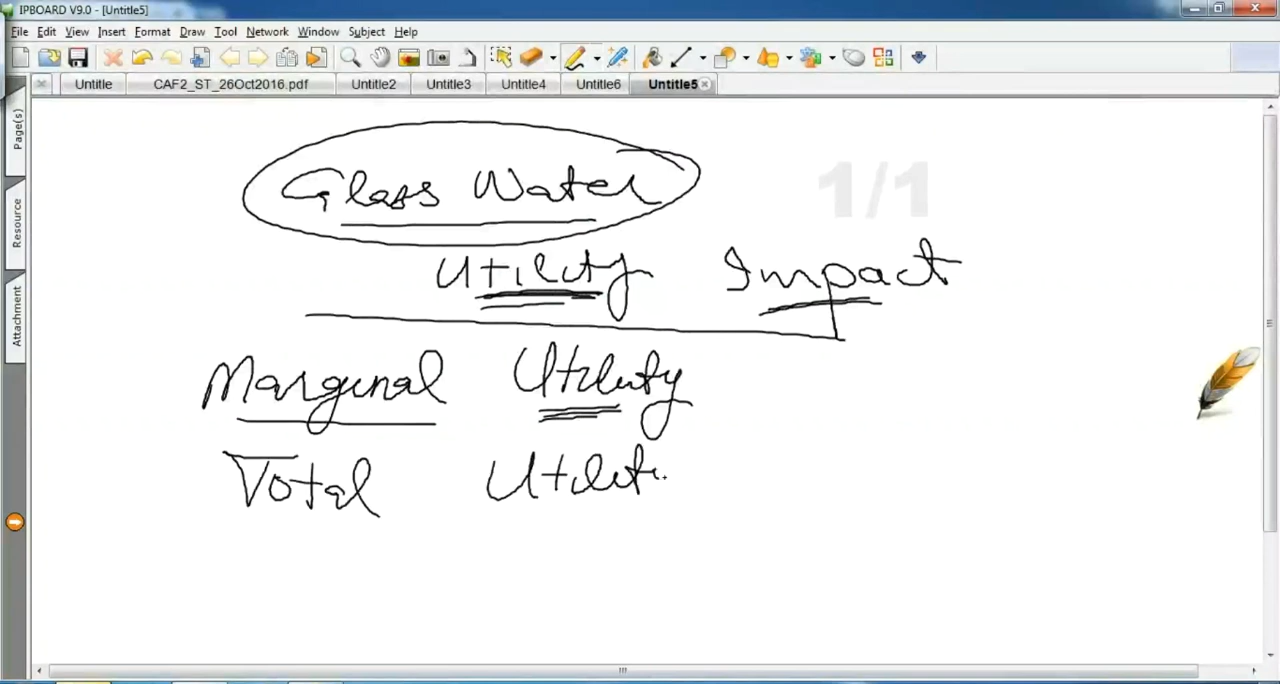 IPBOARD V9.0 - [Untitle5]
File Edit View Insert Format Draw Tool Network Window Subject Help
Untitle CAF2_ST_26Oct2016.pdf Untitle2 Untitle3 Untitle4 Untitle6 Untitle5
Page(s)
Resource
Attachment
1/1
Glass Water
Utility Impact
Marginal Utility
Total Utilit